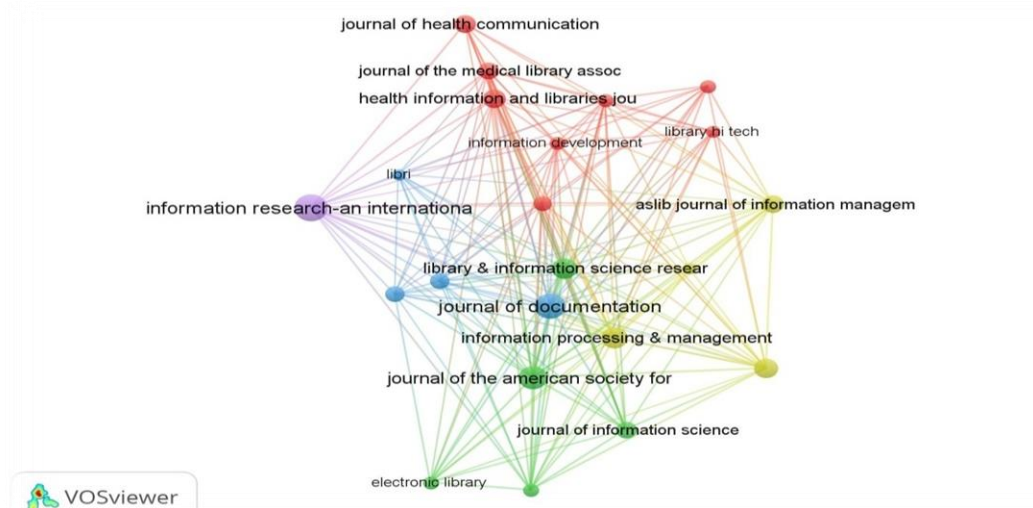 journal of health communication
journal of the medical library assoc
health information and libraries jou
library hi tech
information development
libri
information research-an internationa
aslib journal of information managem
library & information science resear
journal of documentation
information processing & management
journal of the american society for
journal of information science
electronic library
VOSviewer